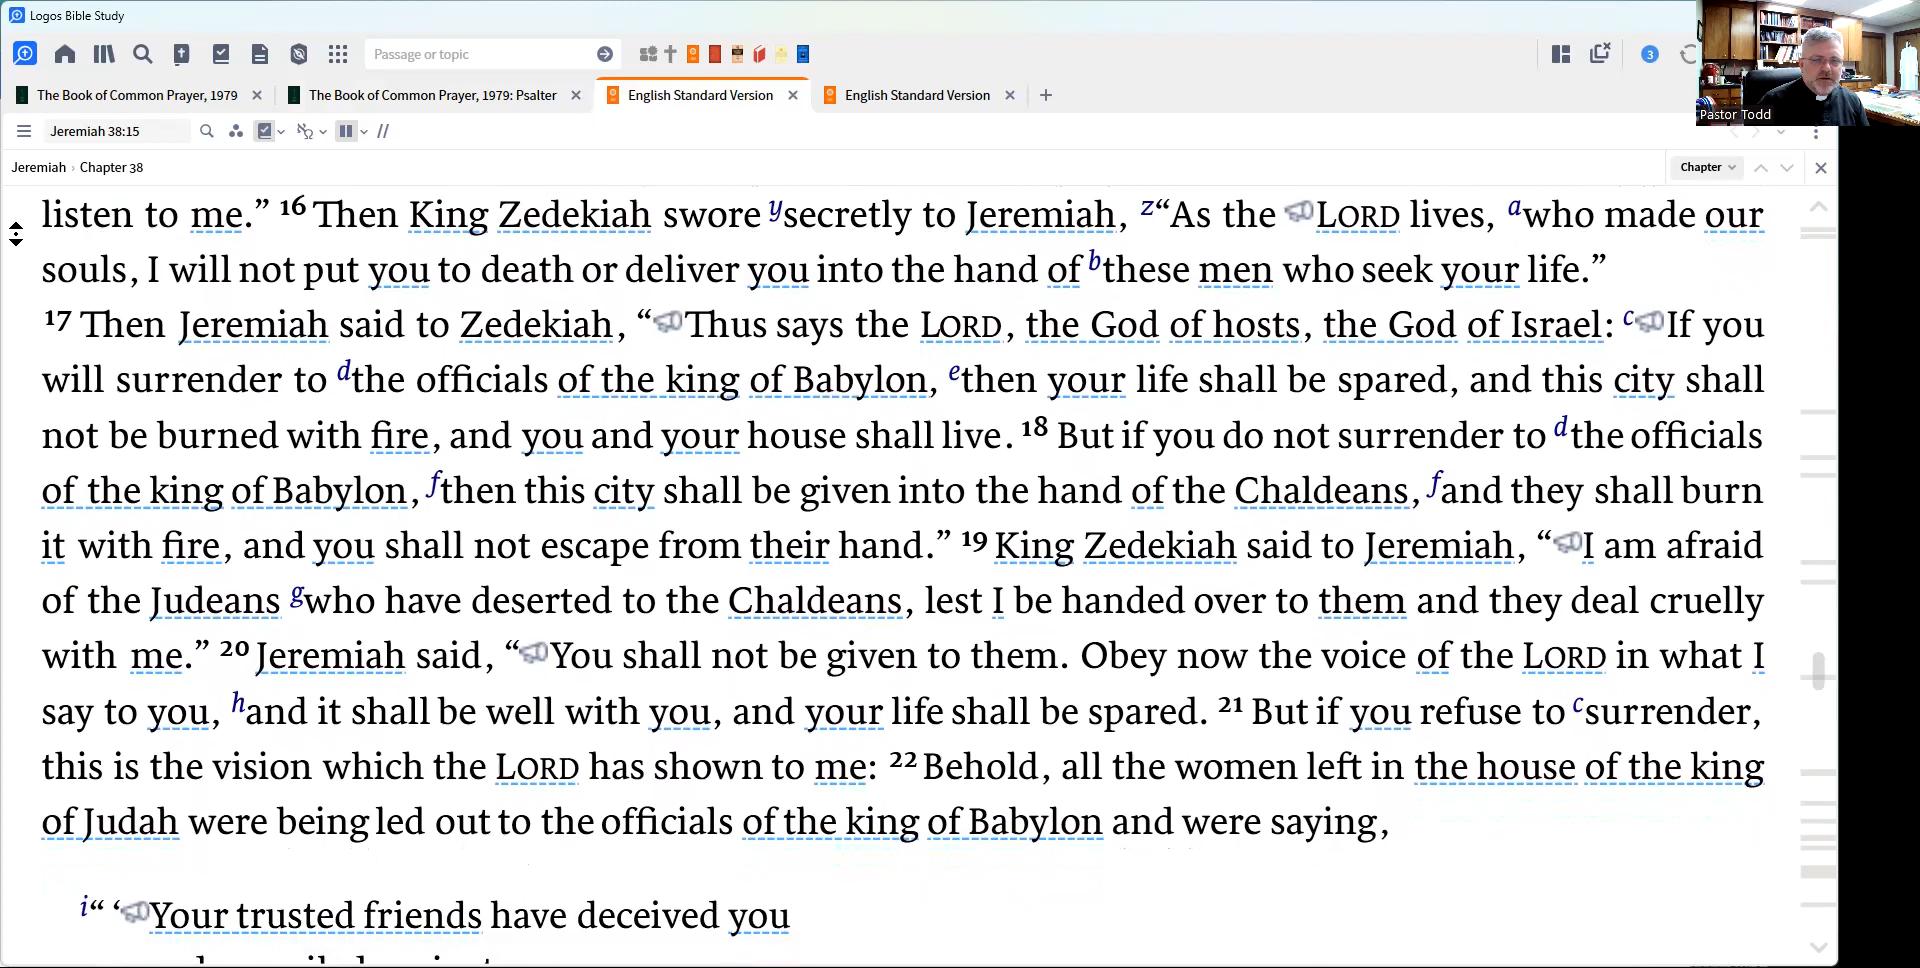 Logos Bible Study
Passage or topic
3
The Book of Common Prayer, 1979
The Book of Common Prayer, 1979: Psalter
English Standard Version
English Standard Version
Pastor Todd
Jeremiah 38:15
Jeremiah › Chapter 38
Chapter
listen to me.” 16 Then King Zedekiah swore y secretly to Jeremiah, z “As the LORD lives, a who made our
souls, I will not put you to death or deliver you into the hand of b these men who seek your life.”
17 Then Jeremiah said to Zedekiah, “Thus says the LORD, the God of hosts, the God of Israel: c If you
will surrender to d the officials of the king of Babylon, e then your life shall be spared, and this city shall
not be burned with fire, and you and your house shall live. 18 But if you do not surrender to d the officials
of the king of Babylon, f then this city shall be given into the hand of the Chaldeans, f and they shall burn
it with fire, and you shall not escape from their hand.” 19 King Zedekiah said to Jeremiah, “I am afraid
of the Judeans g who have deserted to the Chaldeans, lest I be handed over to them and they deal cruelly
with me.” 20 Jeremiah said, “You shall not be given to them. Obey now the voice of the LORD in what I
say to you, h and it shall be well with you, and your life shall be spared. 21 But if you refuse to c surrender,
this is the vision which the LORD has shown to me: 22 Behold, all the women left in the house of the king
of Judah were being led out to the officials of the king of Babylon and were saying,
i “ ‘Your trusted friends have deceived you